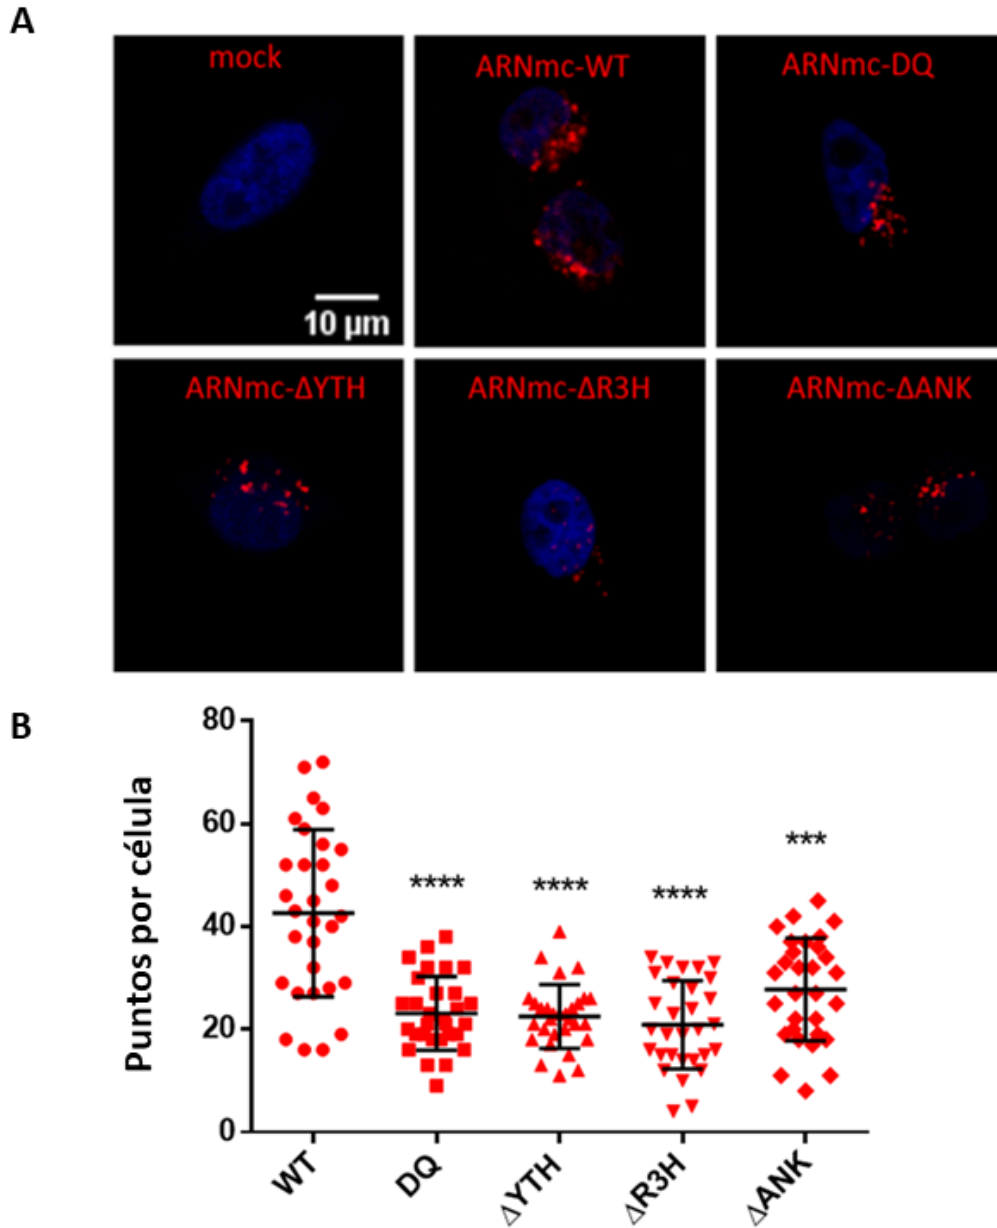 A
mock
ARNmc-WT
ARNmc-DQ
10 µm
ARNmc-ΔYTH
ARNmc-ΔR3H
ARNmc-ΔANK
B
Puntos por célula
80
60
40
20
0
****
****
****
***
WT
DQ
ΔYTH
ΔR3H
ΔANK